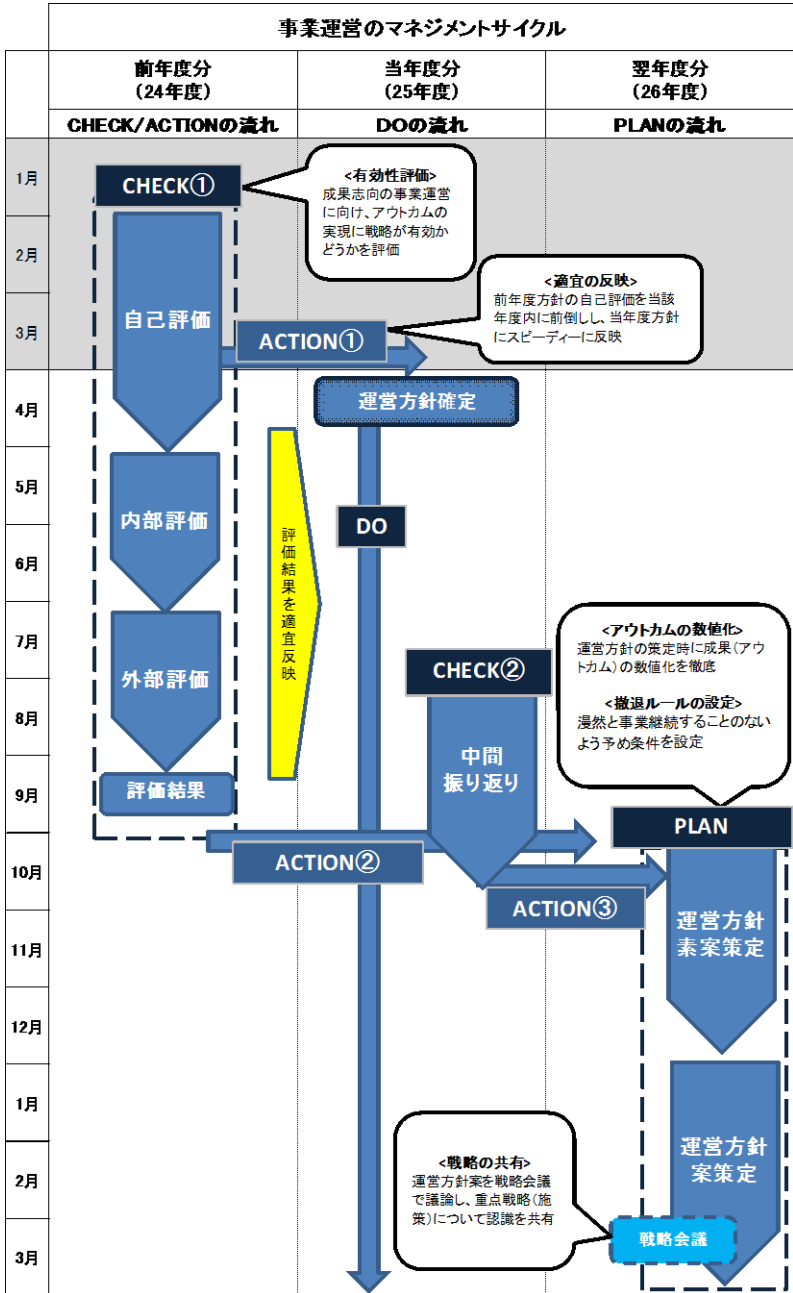 事業運営のマネジメントサイクル
前年度分
(24年度)
当年度分
(25年度)
翌年度分
(26年度)
CHECK/ACTIONの流れ
DOの流れ
PLANの流れ
1月
2月
3月
4月
5月
6月
7月
8月
9月
10月
11月
12月
1月
2月
3月
CHECK①
<有効性評価>
成果志向の事業運営
に向け、アウトカムの
実現に戦略が有効か
どうかを評価
自己評価
<適宜の反映>
前年度方針の自己評価を当該
年度内に前倒しし、当年度方針
にスピーディーに反映
ACTION①
運営方針確定
内部評価
評価結果を適宜反映
DO
外部評価
評価結果
<アウトカムの数値化>
運営方針の策定時に成果(アウ
トカム)の数値化を徹底
<撤退ルールの設定>
漫然と事業継続することのない
よう予め条件を設定
CHECK②
中間
振り返り
PLAN
ACTION②
ACTION③
運営方針
素案策定
運営方針
案策定
<戦略の共有>
運営方針案を戦略会議
で議論し、重点戦略(施
策)について認識を共有
戦略会議